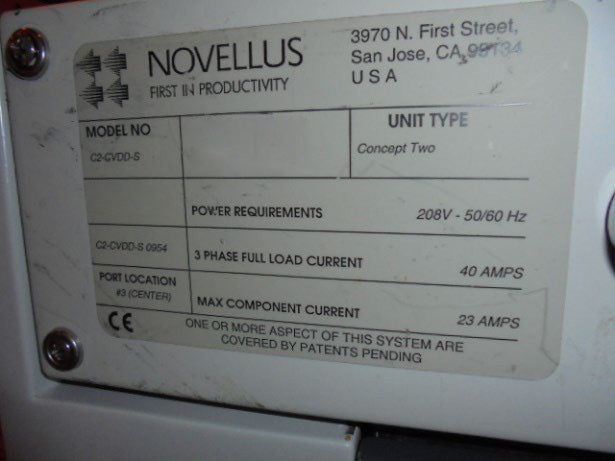 NOVELLUS
FIRST IN PRODUCTIVITY
3970 N. First Street,
San Jose, CA, 95134
U S A
MODEL NO
C2-CVDD-S
UNIT TYPE
Concept Two
POWER REQUIREMENTS 208V - 50/60 Hz
C2-CVDD-S 0954
3 PHASE FULL LOAD CURRENT 40 AMPS
PORT LOCATION
#3 (CENTER)
MAX COMPONENT CURRENT 23 AMPS
CE
ONE OR MORE ASPECT OF THIS SYSTEM ARE
COVERED BY PATENTS PENDING